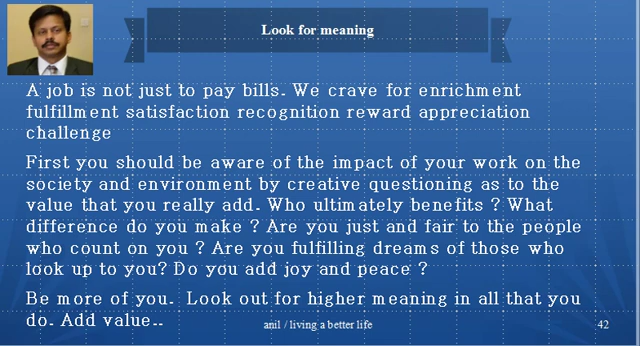 Look for meaning
A job is not just to pay bills. We crave for enrichment
fulfillment satisfaction recognition reward appreciation
challenge
First you should be aware of the impact of your work on the
society and environment by creative questioning as to the
value that you really add. Who ultimately benefits ? What
difference do you make ? Are you just and fair to the people
who count on you ? Are you fulfilling dreams of those who
look up to you? Do you add joy and peace ?
Be more of you. Look out for higher meaning in all that you
do. Add value..
anil / living a better life
42